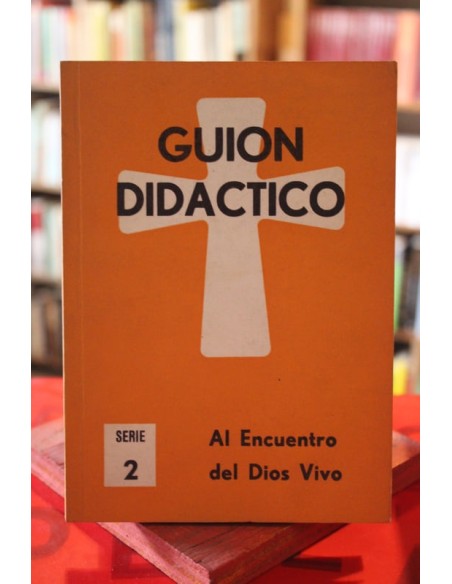 GUION
DIDACTICO
SERIE
2
Al Encuentro
del Dios Vivo